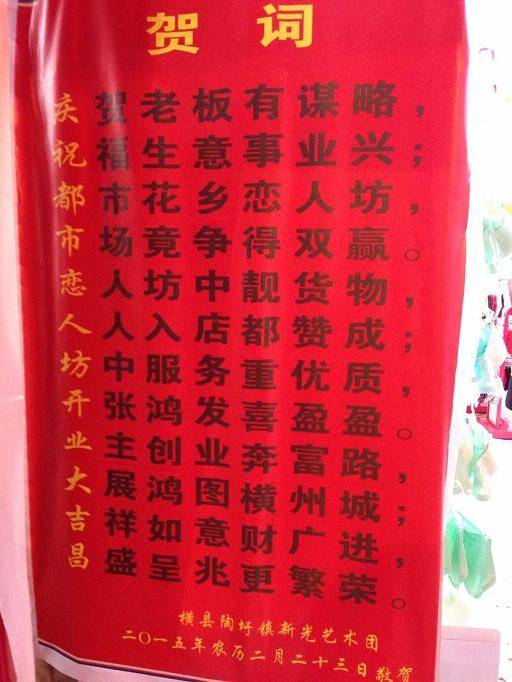 贺词
庆贺老板有谋略，
祝福生意事业兴；
都市花乡恋人坊，
市场竟争得双赢。
恋人坊中靓货物，
人人入店都赞成；
坊中服务重优质，
开张鸿发喜盈盈。
业主创业奔富路，
大展鸿图横州城；
吉祥如意财广进，
昌盛呈兆更繁荣。
横县陶圩镇新光艺术团
二〇一五年农历二月二十三日敬贺